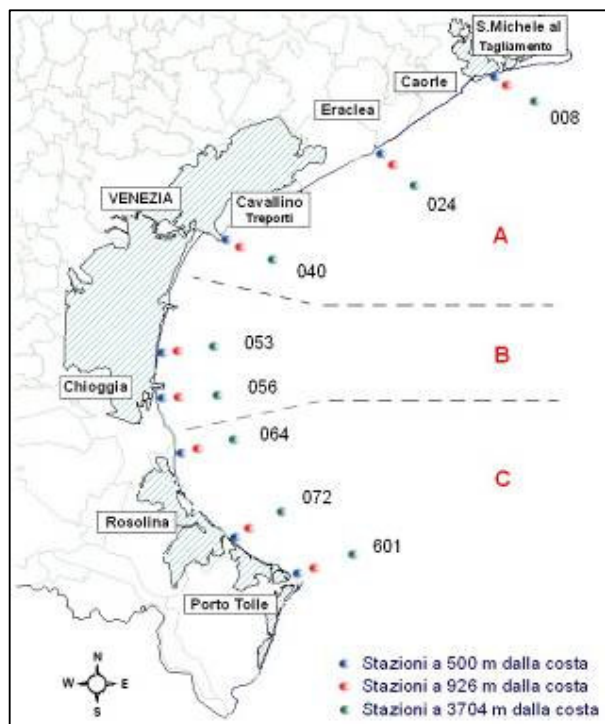 S.Michele al
Tagliamento
Caorle
008
Eraclea
024
VENEZIA
Cavallino
Treporti
A
040
053
B
Chioggia
056
064
C
072
Rosolina
601
Porto Tolle
N
W E
S
Stazioni a 500 m dalla costa
Stazioni a 926 m dalla costa
Stazioni a 3704 m dalla costa